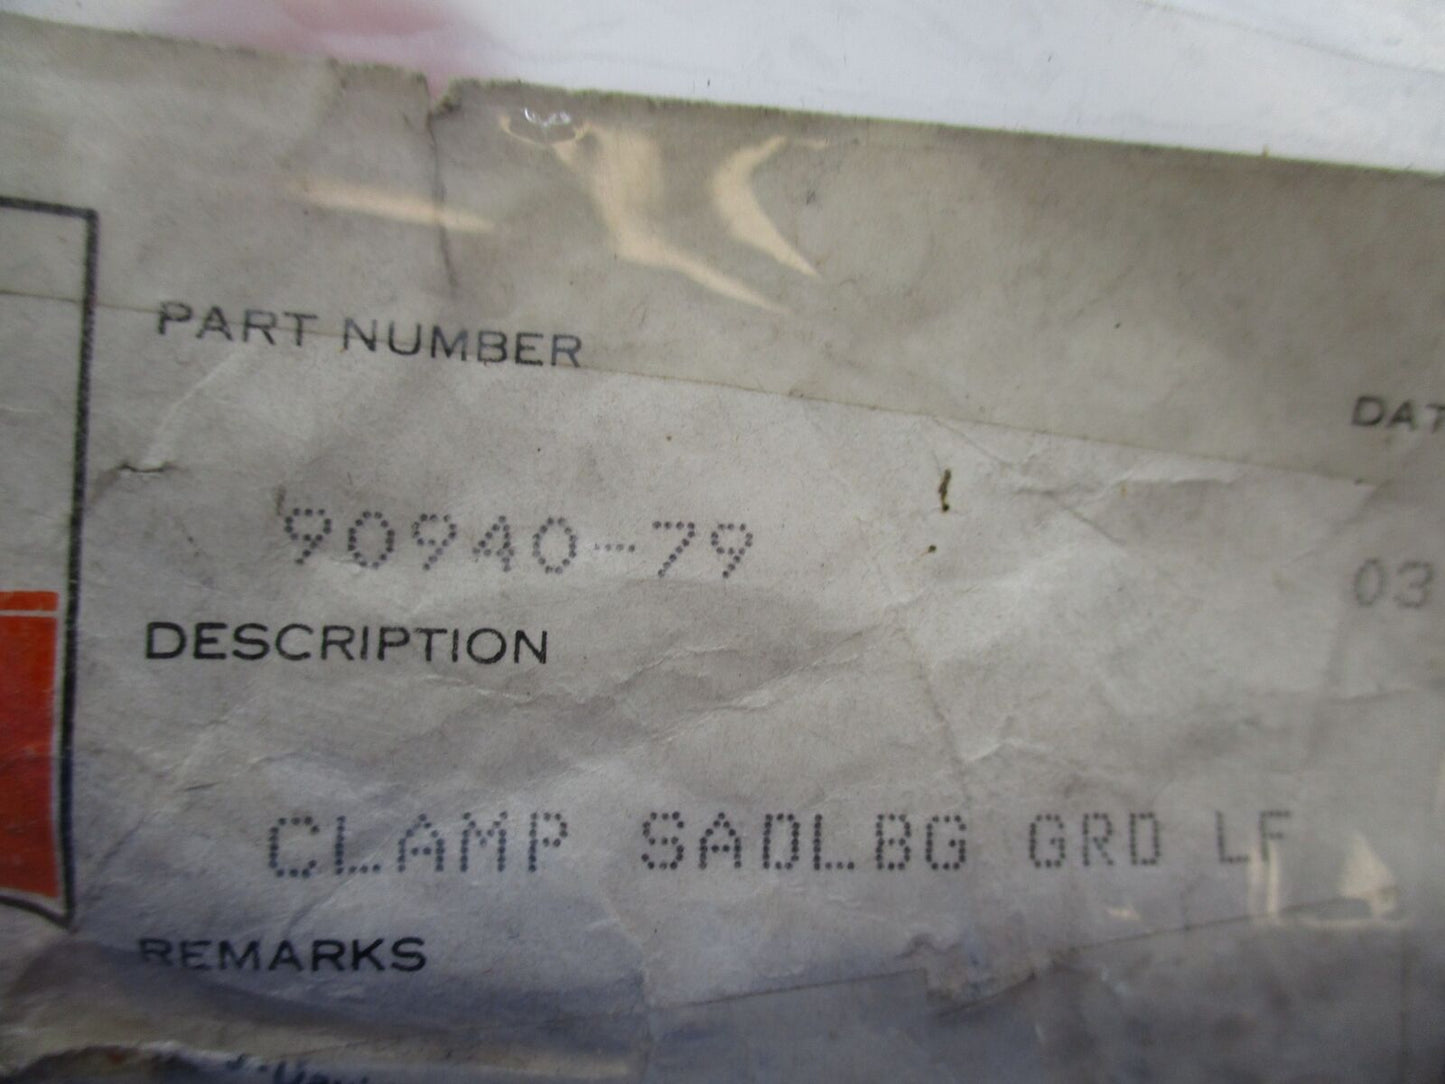 PART NUMBER
DAT
90940-79
03
DESCRIPTION
CLAMP SADLBG GRD LF
REMARKS